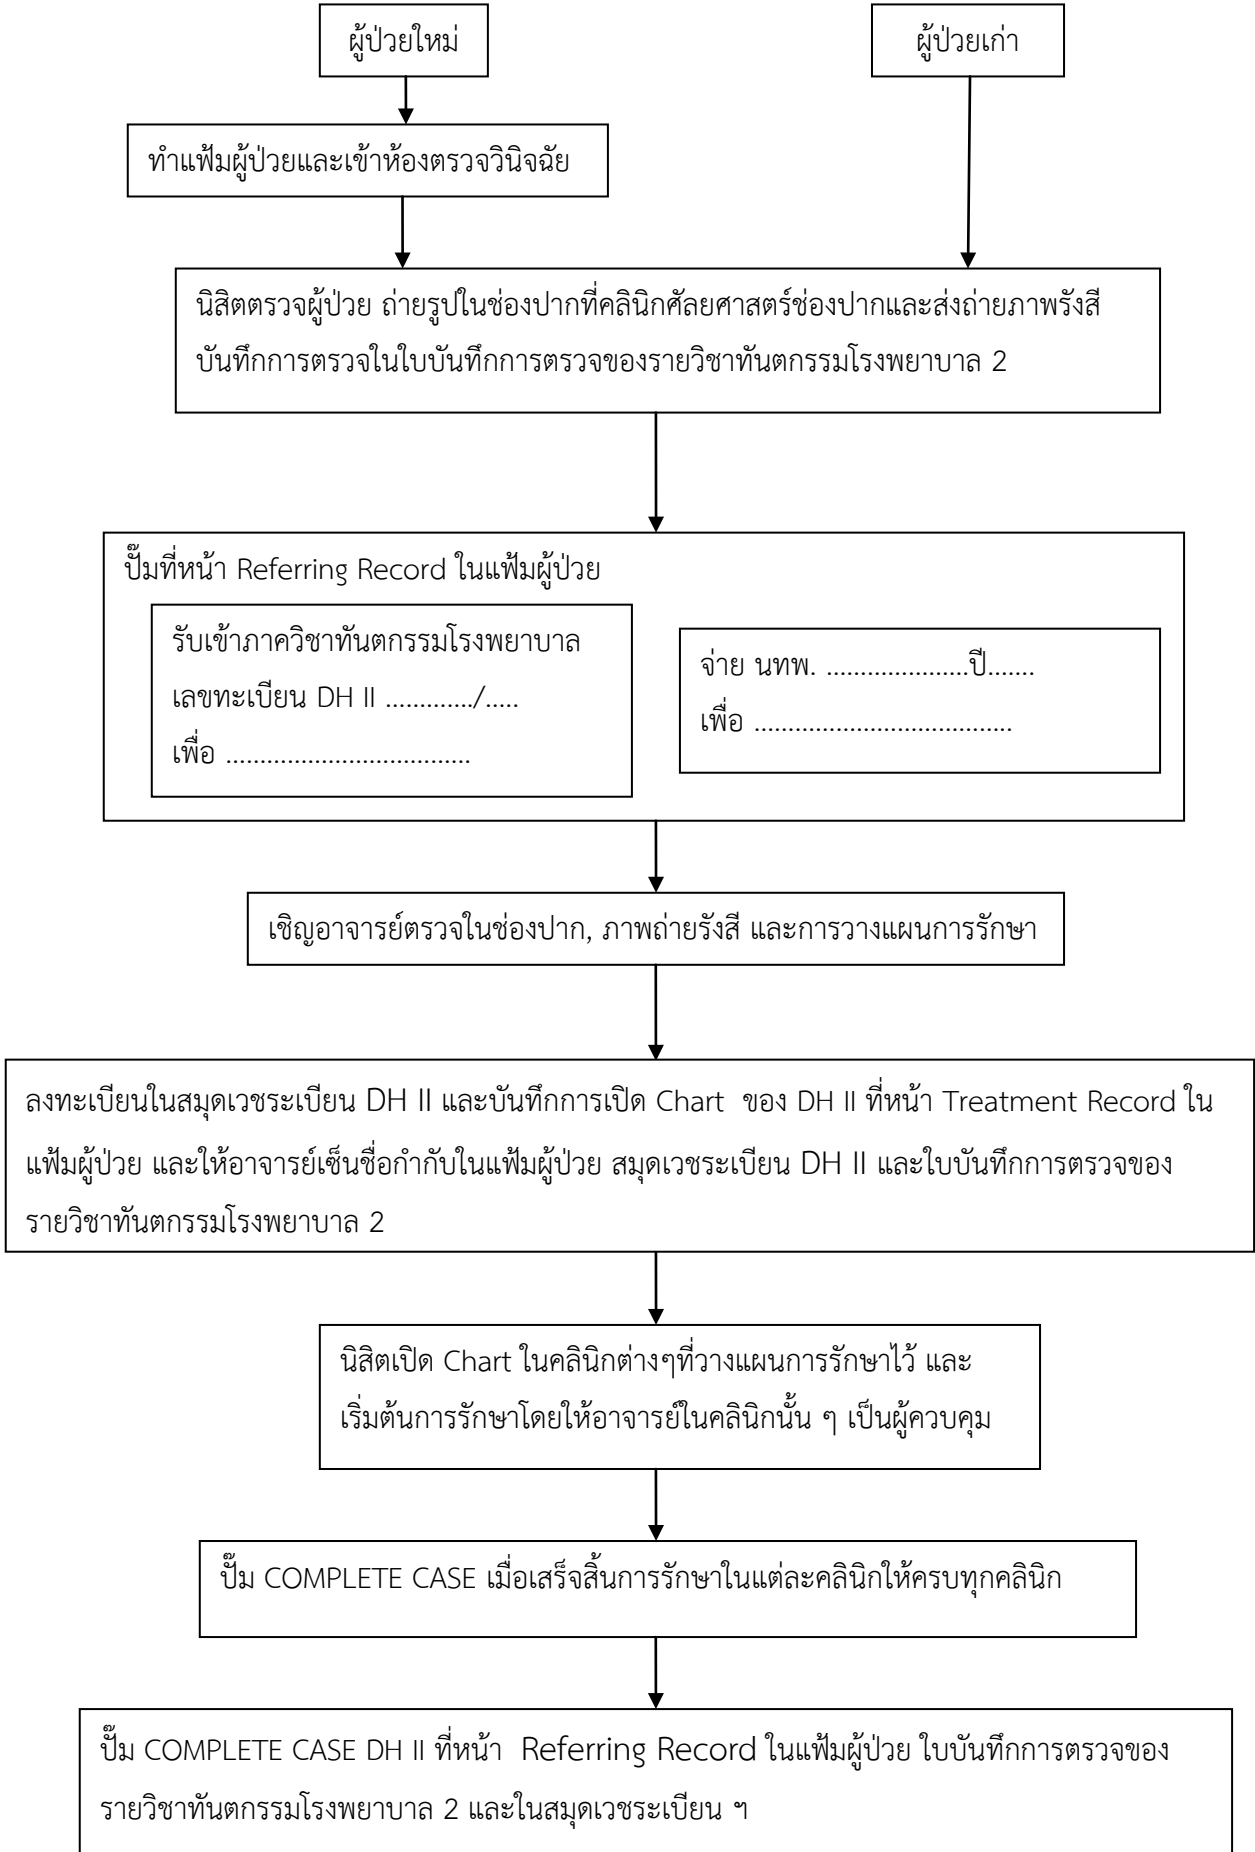 ผู้ป่วยใหม่
ผู้ป่วยเก่า
ทำแฟ้มผู้ป่วยและเข้าห้องตรวจวินิจฉัย
นิสิตตรวจผู้ป่วย ถ่ายรูปในช่องปากที่คลินิกศัลยศาสตร์ช่องปากและส่งถ่ายภาพรังสี
บันทึกการตรวจในใบบันทึกการตรวจของรายวิชาทันตกรรมโรงพยาบาล 2
ปั๊มที่หน้า Referring Record ในแฟ้มผู้ป่วย
รับเข้าภาควิชาทันตกรรมโรงพยาบาล
เลขทะเบียน DH II ............./.....
เพื่อ ....................................
จ่าย นทพ. .....................ปี.......
เพื่อ ......................................
เชิญอาจารย์ตรวจในช่องปาก, ภาพถ่ายรังสี และการวางแผนการรักษา
ลงทะเบียนในสมุดเวชระเบียน DH II และบันทึกการเปิด Chart ของ DH II ที่หน้า Treatment Record ใน
แฟ้มผู้ป่วย และให้อาจารย์เซ็นชื่อกำกับในแฟ้มผู้ป่วย สมุดเวชระเบียน DH II และใบบันทึกการตรวจของ
รายวิชาทันตกรรมโรงพยาบาล 2
นิสิตเปิด Chart ในคลินิกต่างๆที่วางแผนการรักษาไว้ และ
เริ่มต้นการรักษาโดยให้อาจารย์ในคลินิกนั้น ๆ เป็นผู้ควบคุม
ปั๊ม COMPLETE CASE เมื่อเสร็จสิ้นการรักษาในแต่ละคลินิกให้ครบทุกคลินิก
ปั๊ม COMPLETE CASE DH II ที่หน้า Referring Record ในแฟ้มผู้ป่วย ใบบันทึกการตรวจของ
รายวิชาทันตกรรมโรงพยาบาล 2 และในสมุดเวชระเบียน ฯ